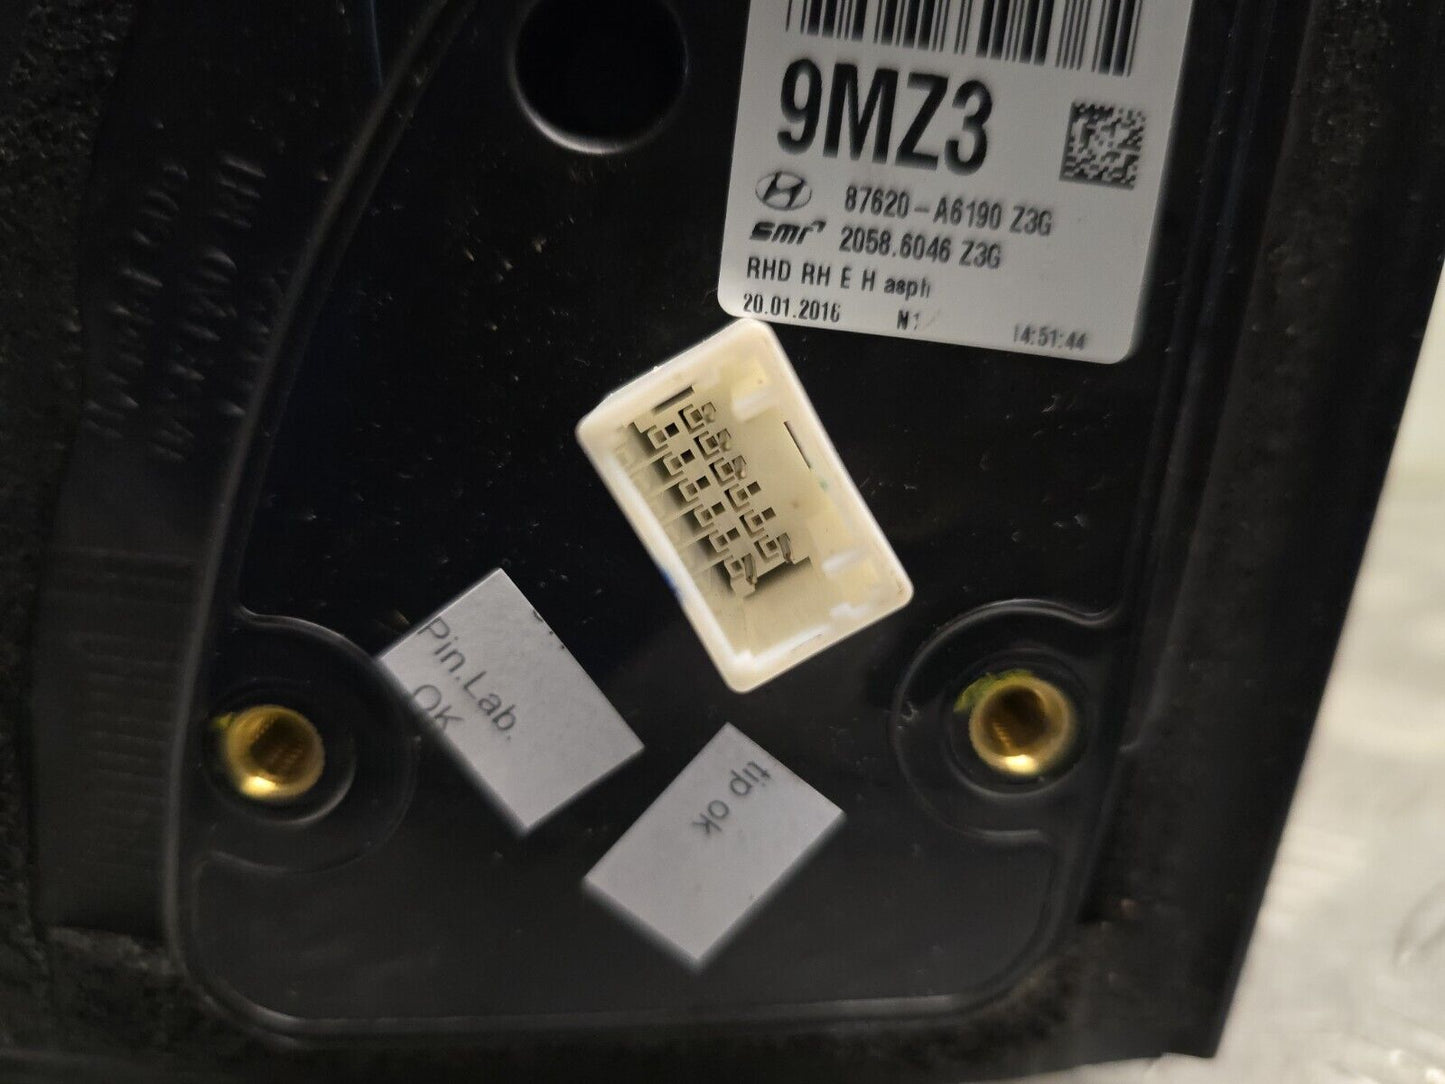 9MZ3
87620-A6190 Z3G
smr 2058.6046 Z3G
RHD RH E H asph
20.01.2016 14:51:44
Pin.Lab.
OK
tip ok